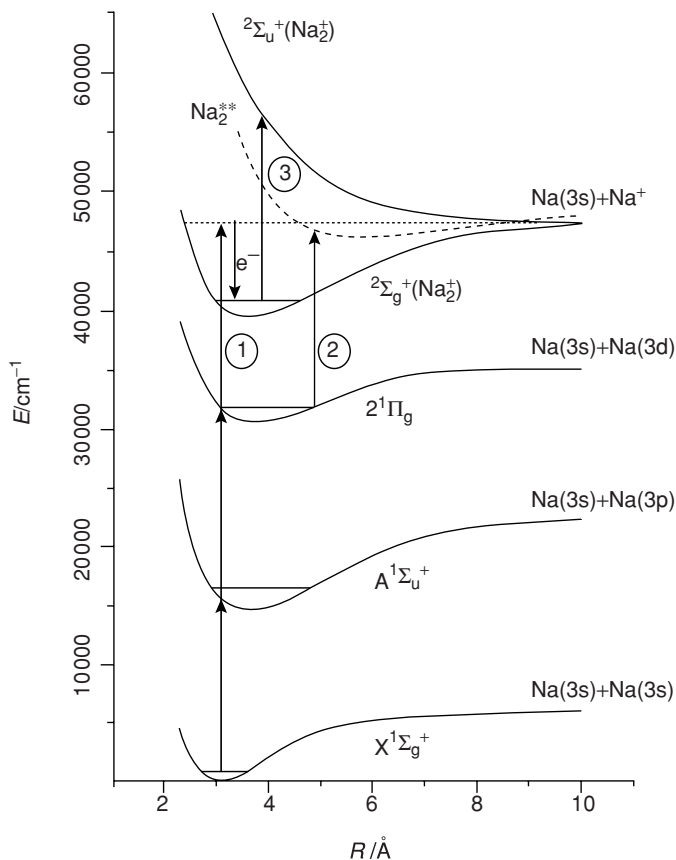 ²Σᵤ⁺(Na₂⁺)
60000
Na₂**
3
50000
Na(3s)+Na⁺
e⁻
²Σg⁺(Na₂⁺)
40000
1
2
Na(3s)+Na(3d)
E/cm⁻¹
2¹Πg
30000
Na(3s)+Na(3p)
20000
A¹Σᵤ⁺
10000
Na(3s)+Na(3s)
X¹Σg⁺
2 4 6 8 10
R /Å